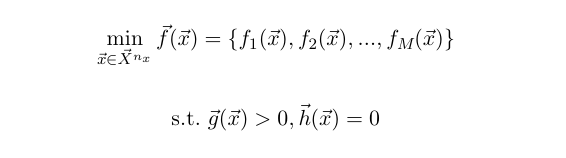 $\min_{\vec{x} \in \vec{X}^{n_x}} \vec{f}(\vec{x}) = \{f_1(\vec{x}), f_2(\vec{x}), ..., f_M(\vec{x})\}$
s.t. $\vec{g}(\vec{x}) > 0, \vec{h}(\vec{x}) = 0$